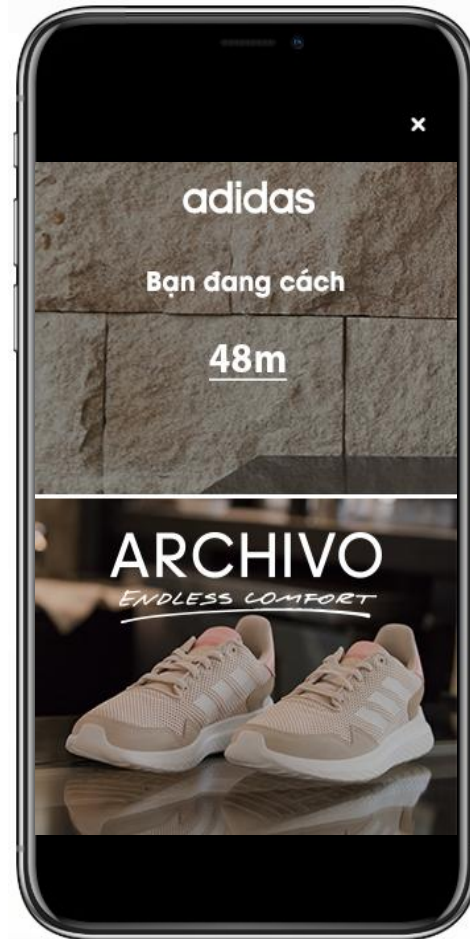 adidas
Bạn đang cách
48m
ARCHIVO
ENDLESS COMFORT